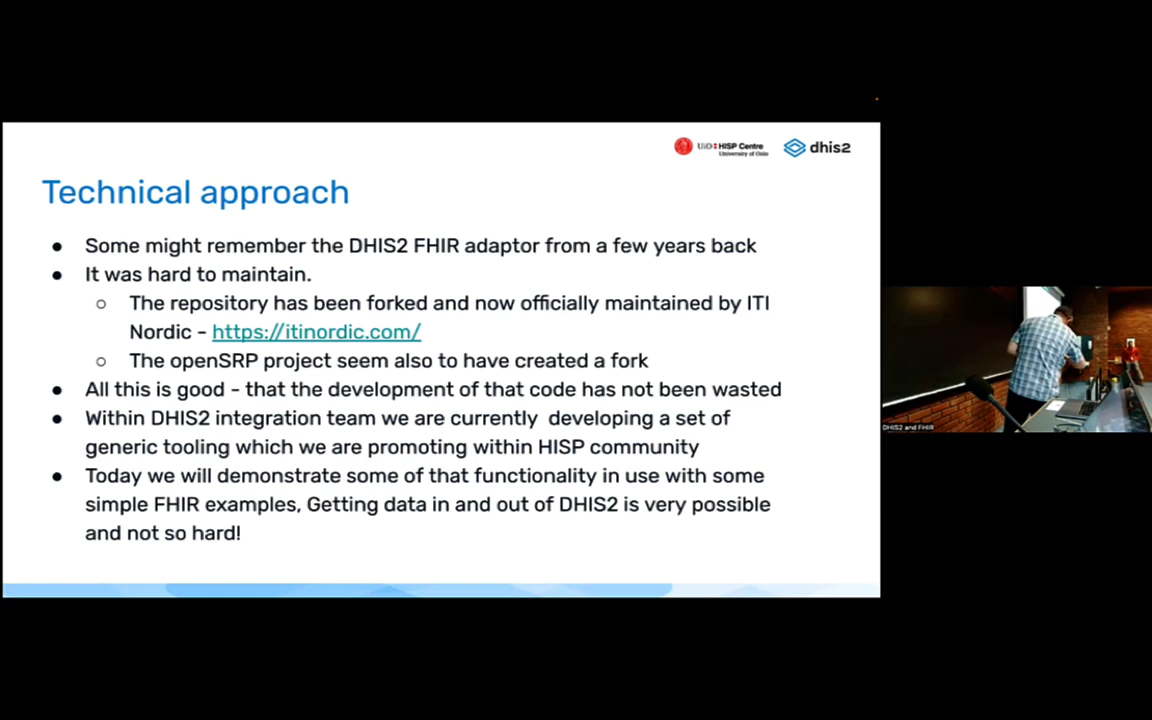 UiO HISP Centre
University of Oslo
dhis2
Technical approach
● Some might remember the DHIS2 FHIR adaptor from a few years back
● It was hard to maintain.
○ The repository has been forked and now officially maintained by ITI
Nordic - https://itinordic.com/
○ The openSRP project seem also to have created a fork
● All this is good - that the development of that code has not been wasted
● Within DHIS2 integration team we are currently  developing a set of
generic tooling which we are promoting within HISP community
● Today we will demonstrate some of that functionality in use with some
simple FHIR examples, Getting data in and out of DHIS2 is very possible
and not so hard!
DHIS2 and FHIR